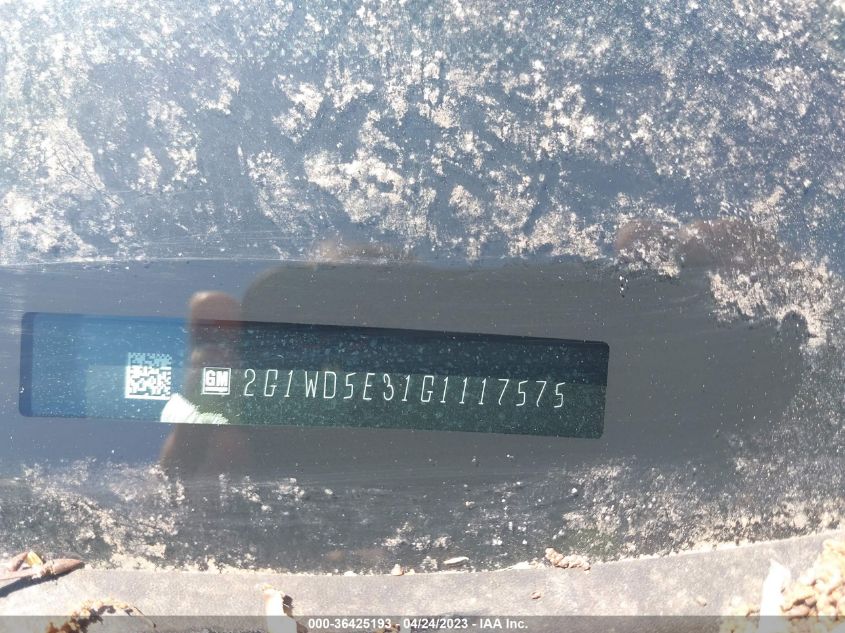 GM 2G1WD5E31G1117575
000-36425193 - 04/24/2023 - IAA Inc.